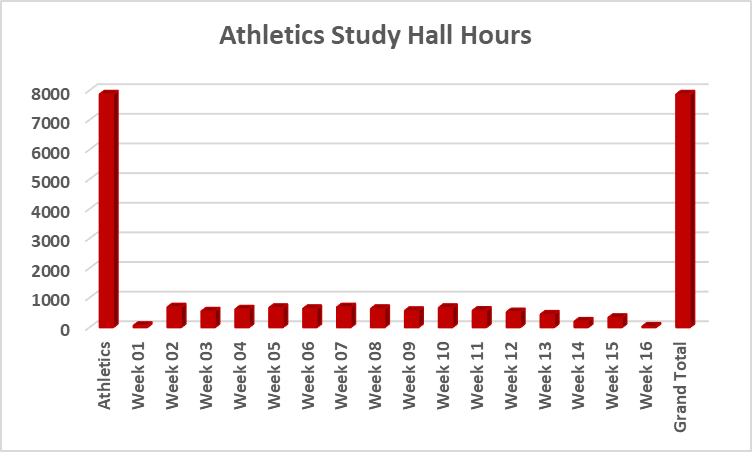 Athletics Study Hall Hours
8000
7000
6000
5000
4000
3000
2000
1000
0
Athletics
Week 01
Week 02
Week 03
Week 04
Week 05
Week 06
Week 07
Week 08
Week 09
Week 10
Week 11
Week 12
Week 13
Week 14
Week 15
Week 16
Grand Total